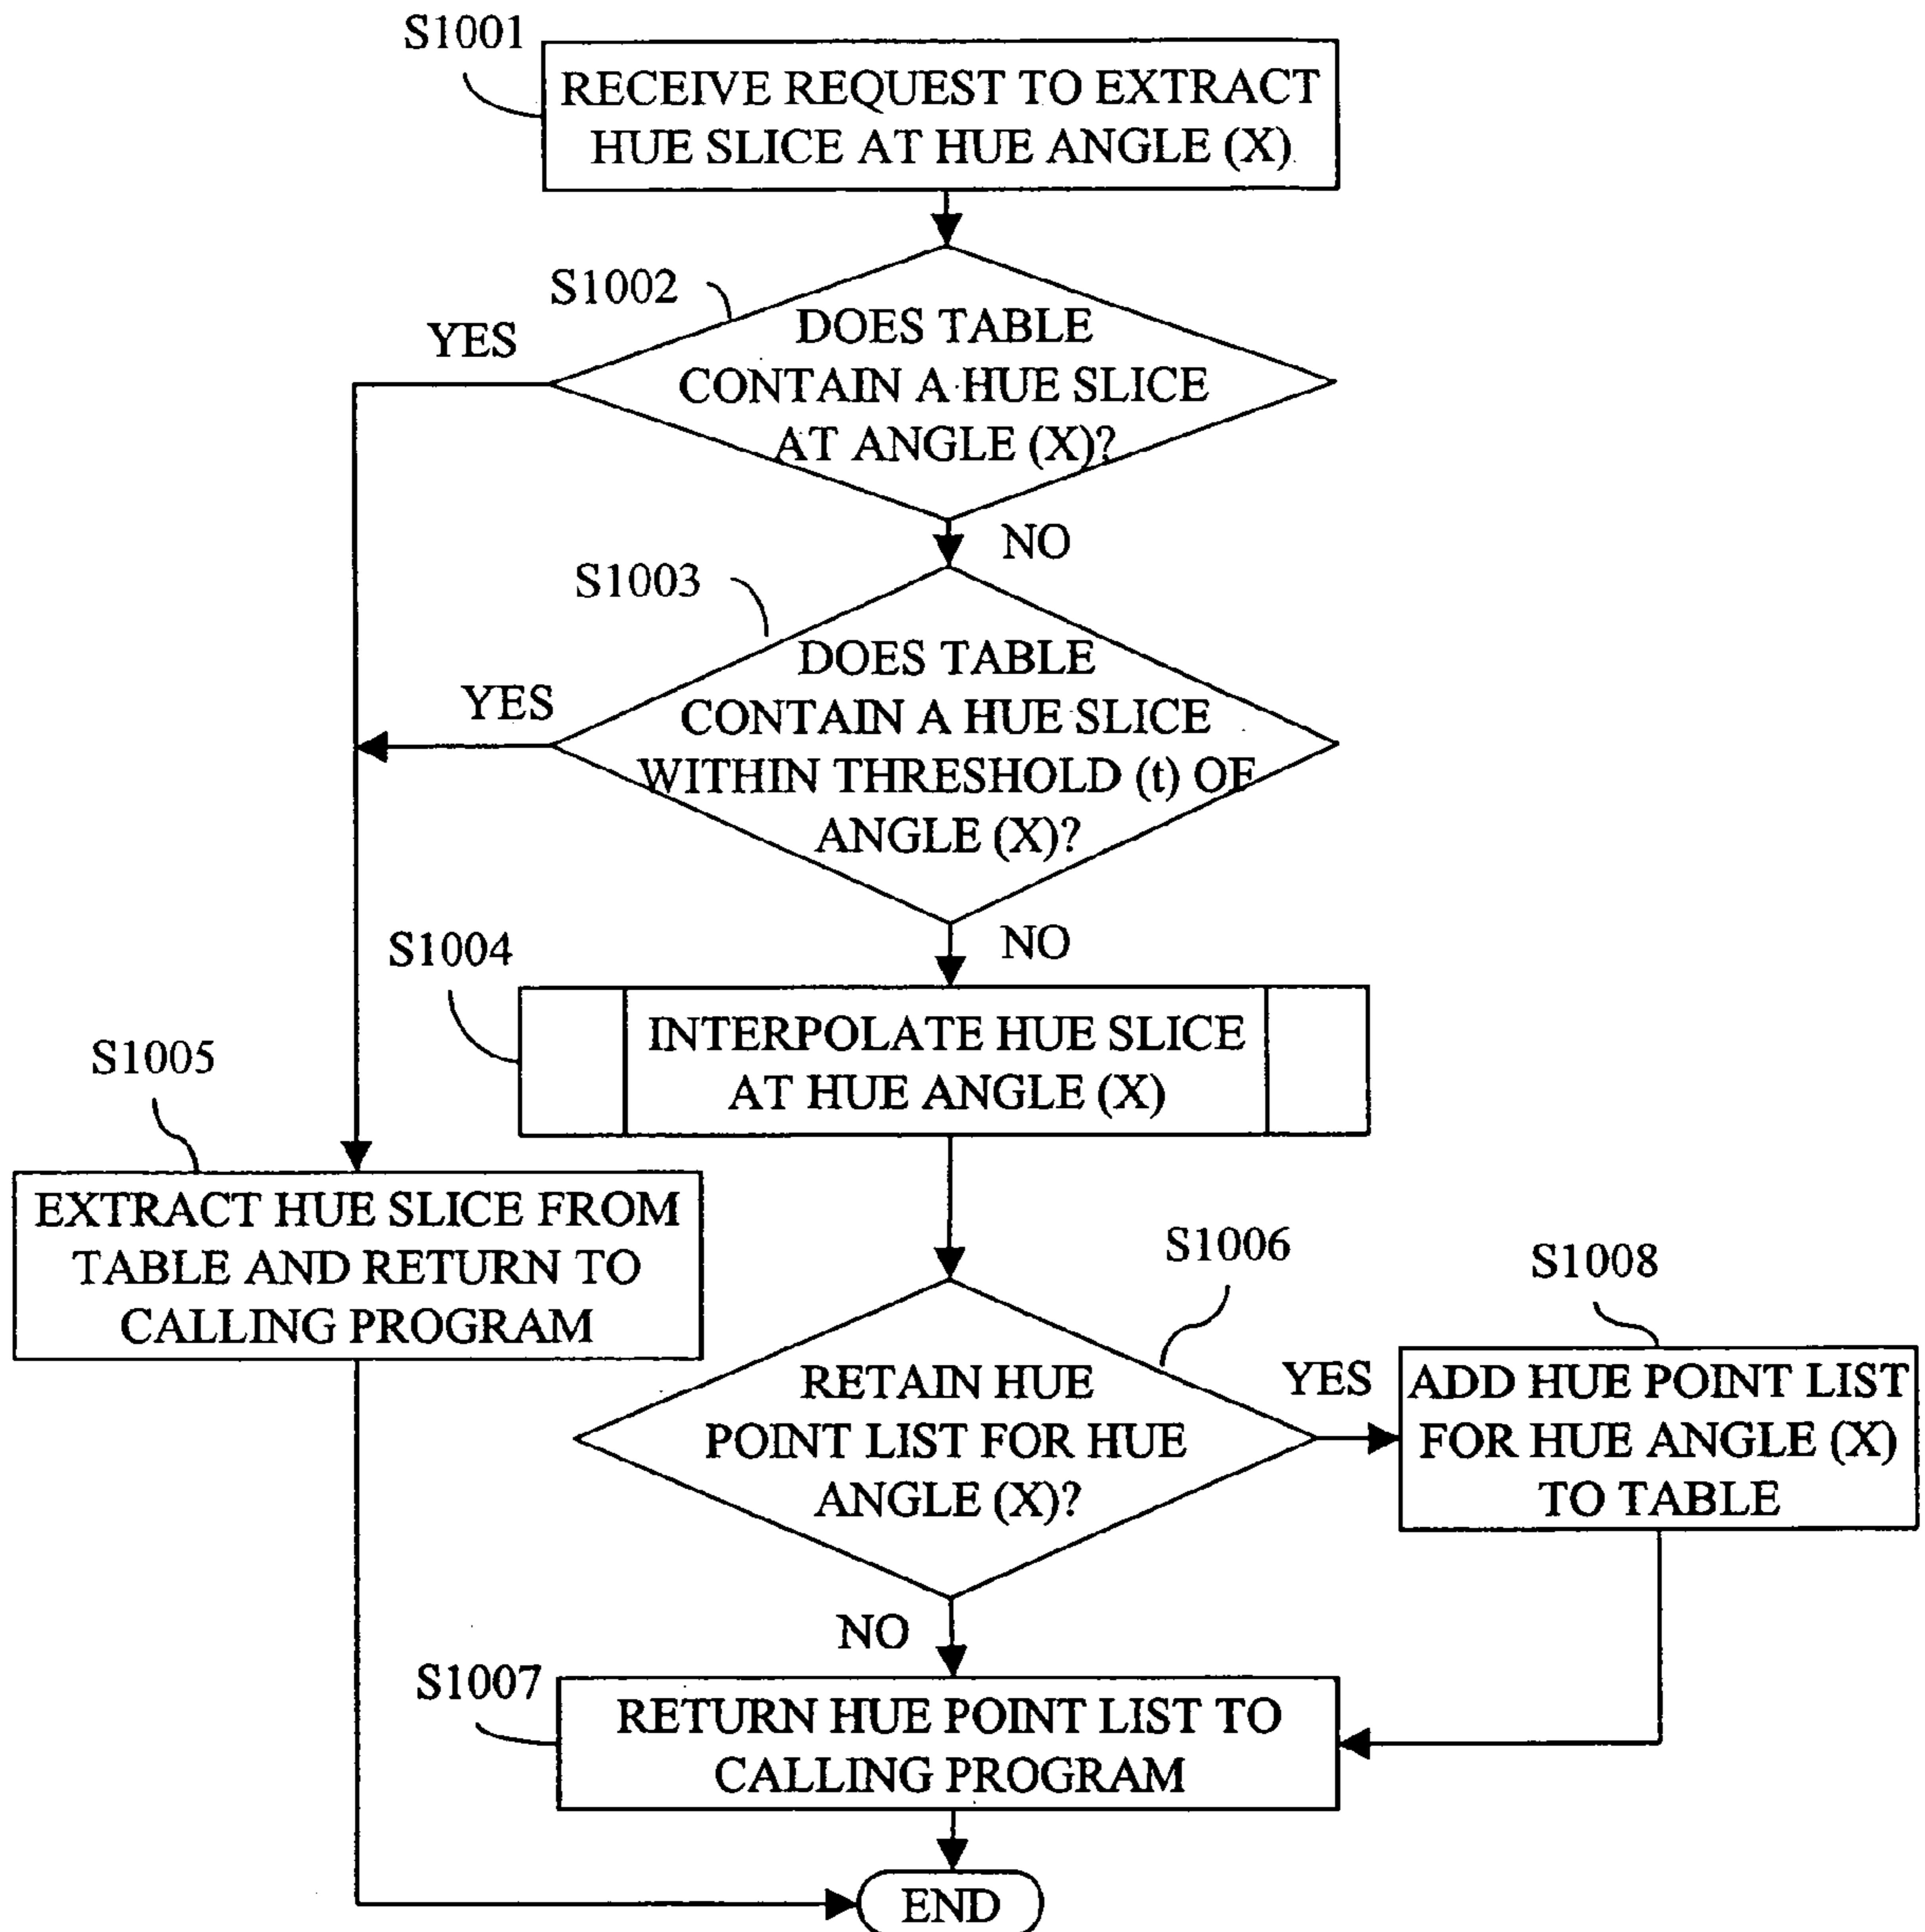 S1001
RECEIVE REQUEST TO EXTRACT
HUE SLICE AT HUE ANGLE (X)
S1002
YES
DOES TABLE
CONTAIN A HUE SLICE
AT ANGLE (X)?
NO
S1003
YES
DOES TABLE
CONTAIN A HUE SLICE
WITHIN THRESHOLD (t) OF
ANGLE (X)?
NO
S1004
INTERPOLATE HUE SLICE
AT HUE ANGLE (X)
S1005
EXTRACT HUE SLICE FROM
TABLE AND RETURN TO
CALLING PROGRAM
S1006
RETAIN HUE
POINT LIST FOR HUE
ANGLE (X)?
YES
S1008
ADD HUE POINT LIST
FOR HUE ANGLE (X)
TO TABLE
NO
S1007
RETURN HUE POINT LIST TO
CALLING PROGRAM
END